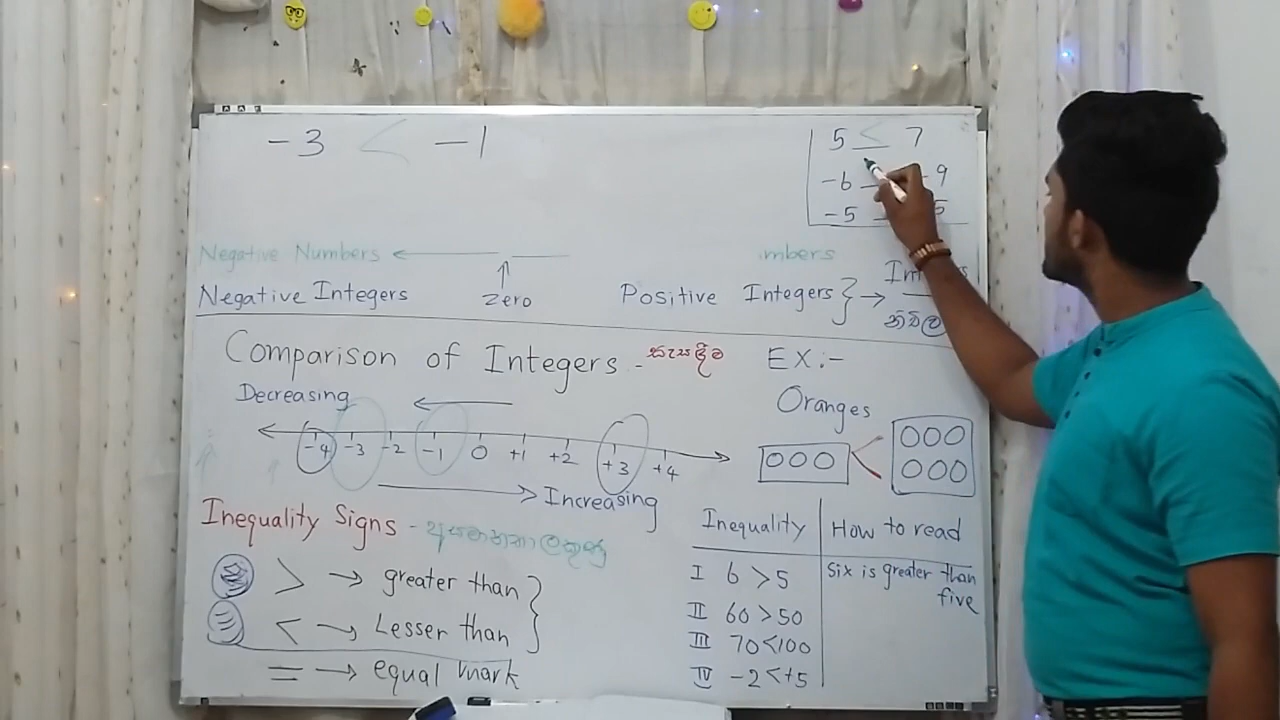 -3 < -1
5 < 7
-6 -9
-5 5
Negative Numbers ←
Negative Integers
Zero
Positive Integers } →
Comparison of Integers - සැසඳීම
EX:-
Decreasing
Oranges
-4 -3 -2 -1 0 +1 +2 +3 +4
Increasing
Inequality Signs -
> → greater than
< → Lesser than
= → equal mark
Inequality How to read
I 6 > 5 Six is greater than
five
II 60 > 50
III 70 < 100
IV -2 < +5